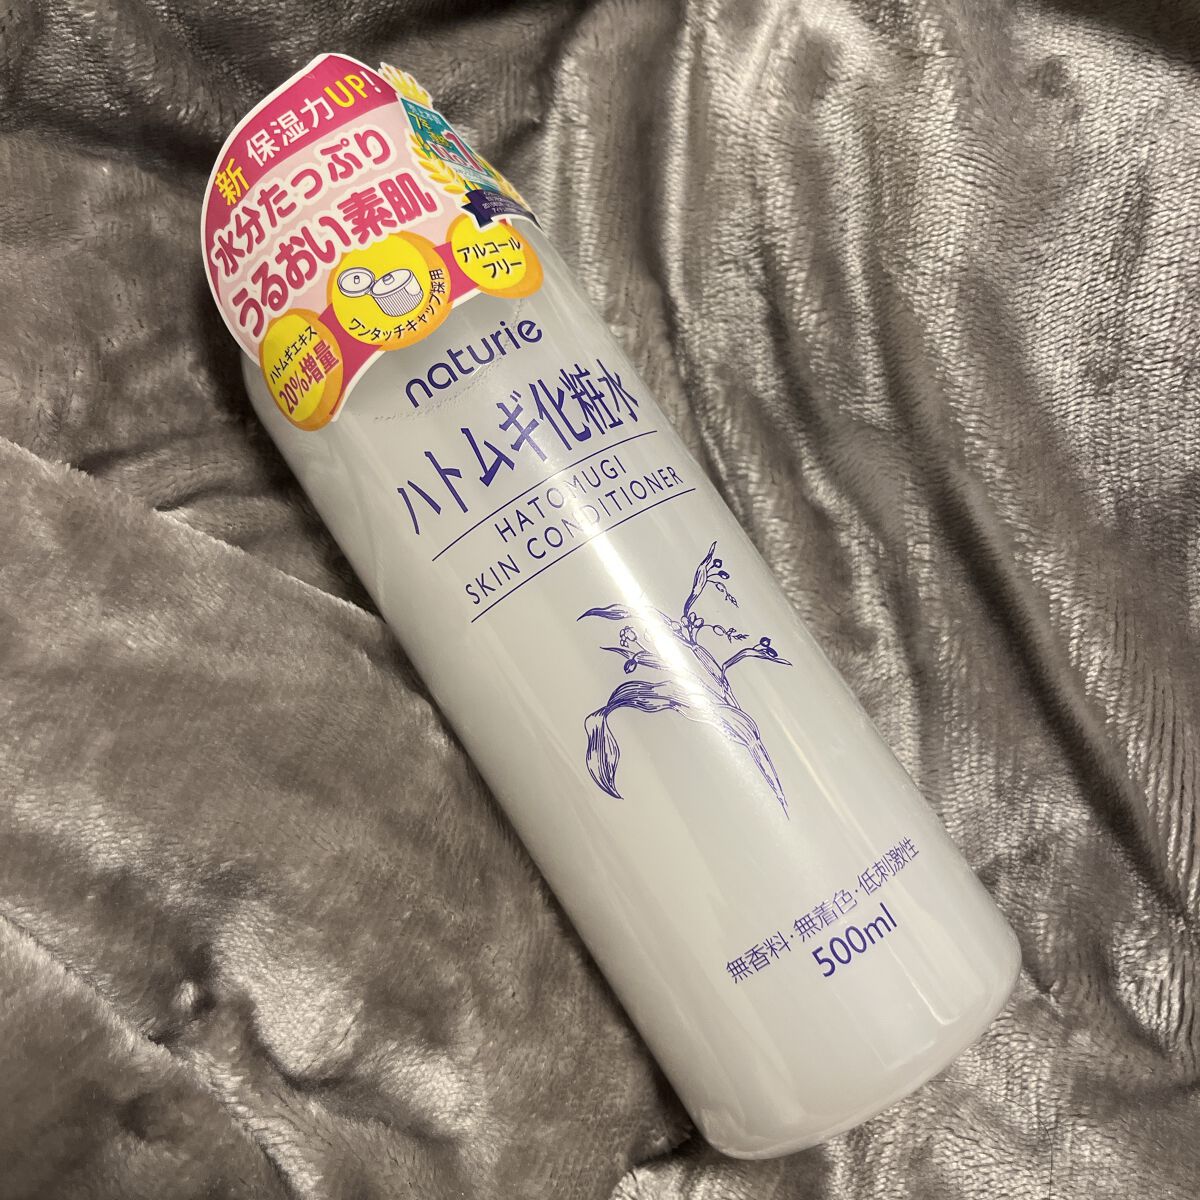 新 保湿力UP!
水分たっぷり
うるおい素肌
ハトムギエキス
20%増量
ワンタッチキャップ採用
アルコール
フリー
naturie
ハトムギ化粧水
HATOMUGI
SKIN CONDITIONER
無香料・無着色・低刺激性
500ml